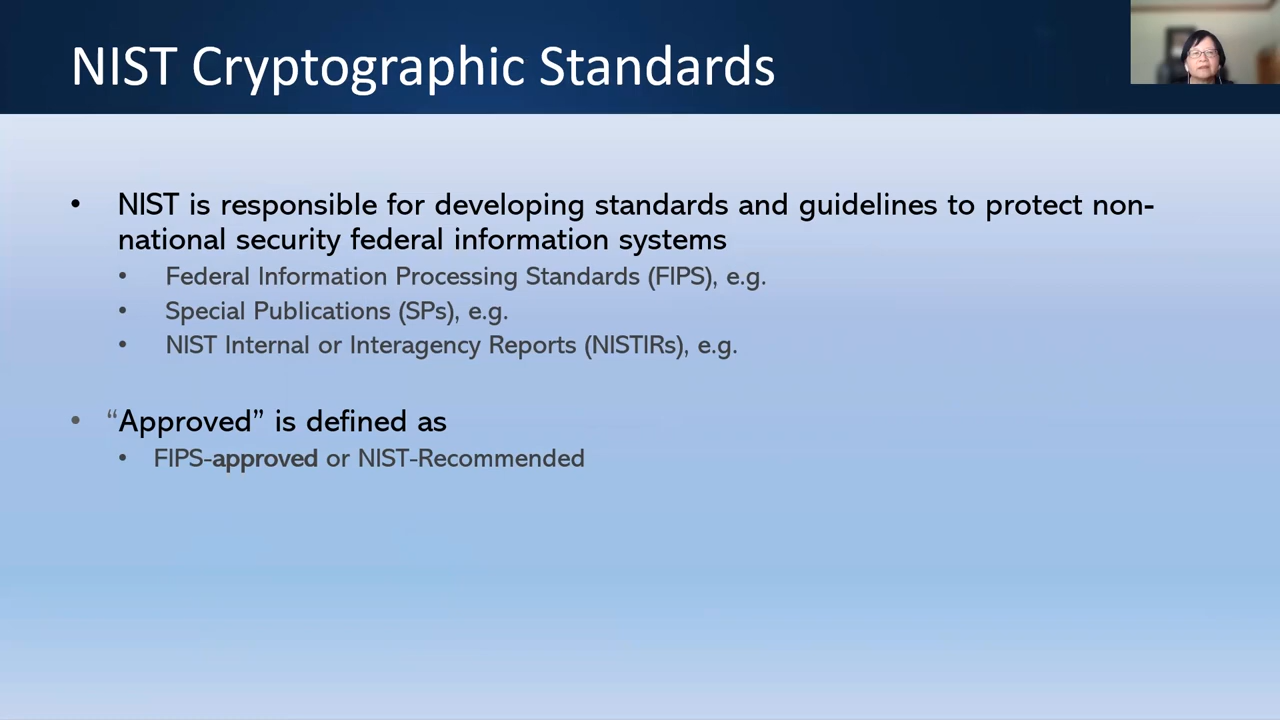 NIST Cryptographic Standards
• NIST is responsible for developing standards and guidelines to protect non-
national security federal information systems
• Federal Information Processing Standards (FIPS), e.g.
• Special Publications (SPs), e.g.
• NIST Internal or Interagency Reports (NISTIRs), e.g.
• “Approved” is defined as
• FIPS-approved or NIST-Recommended